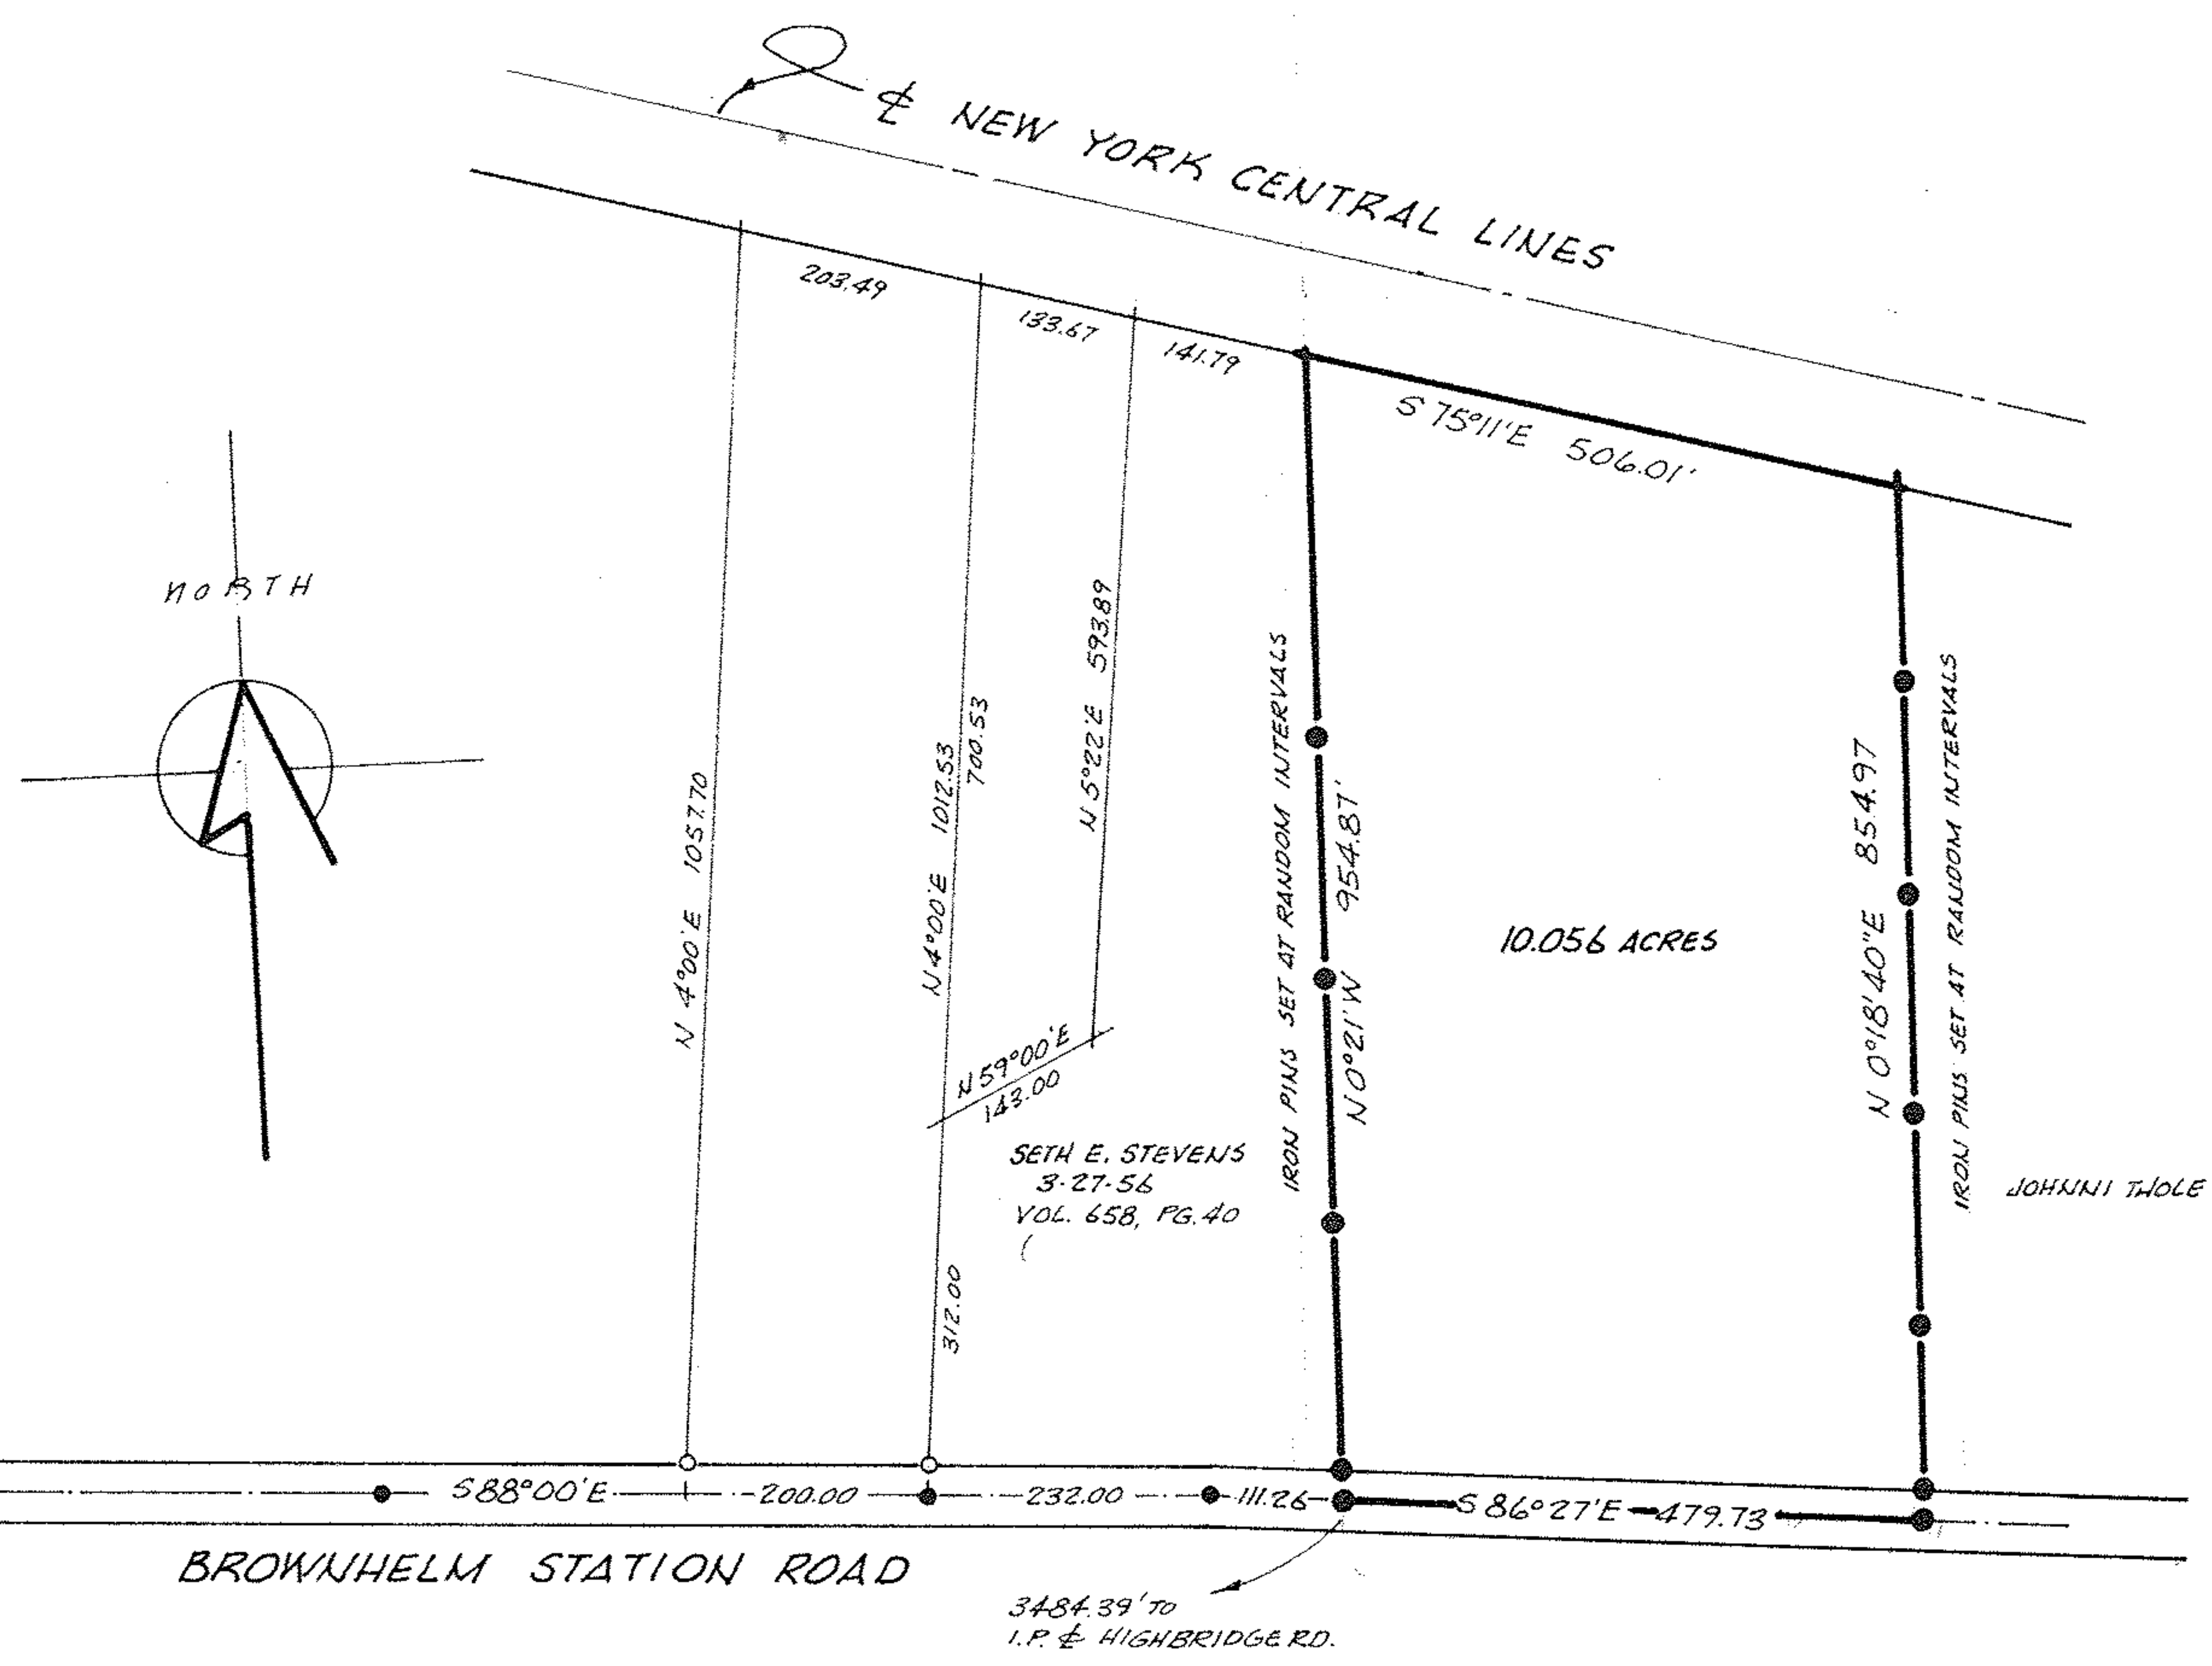 ℄ NEW YORK CENTRAL LINES
203.49
133.67
141.79
S 75°11'E 506.01'
NORTH
N 4°00'E 1057.70
N 4°00'E 1012.53
700.53
N 5°22'E 593.89
IRON PINS SET AT RANDOM INTERVALS
N 0°21'W 954.87'
10.056 ACRES
N 0°18'40"E 854.97
IRON PINS SET AT RANDOM INTERVALS
N 59°00'E
143.00
SETH E. STEVENS
3-27-56
VOL. 658, PG. 40
JOHNNI THOLE
312.00
S 88°00'E 200.00 232.00 111.26 S 86°27'E 479.73
BROWNHELM STATION ROAD
3484.39' TO
I.P. ℄ HIGHBRIDGE RD.